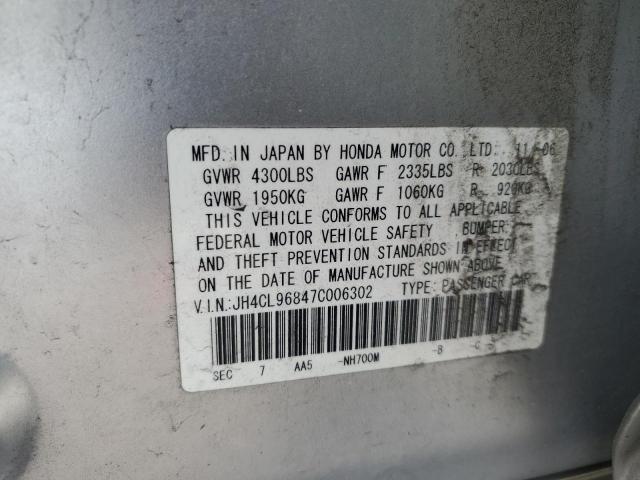 MFD. IN JAPAN BY HONDA MOTOR CO., LTD. 11/06
GVWR 4300LBS GAWR F 2335LBS R 2030LBS
GVWR 1950KG GAWR F 1060KG R 920KG
THIS VEHICLE CONFORMS TO ALL APPLICABLE
FEDERAL MOTOR VEHICLE SAFETY, BUMPER,
AND THEFT PREVENTION STANDARDS IN EFFECT
ON THE DATE OF MANUFACTURE SHOWN ABOVE.
V.I.N.:JH4CL96847C006302 TYPE: PASSENGER CAR
SEC 7 AA5 -NH700M -B -C